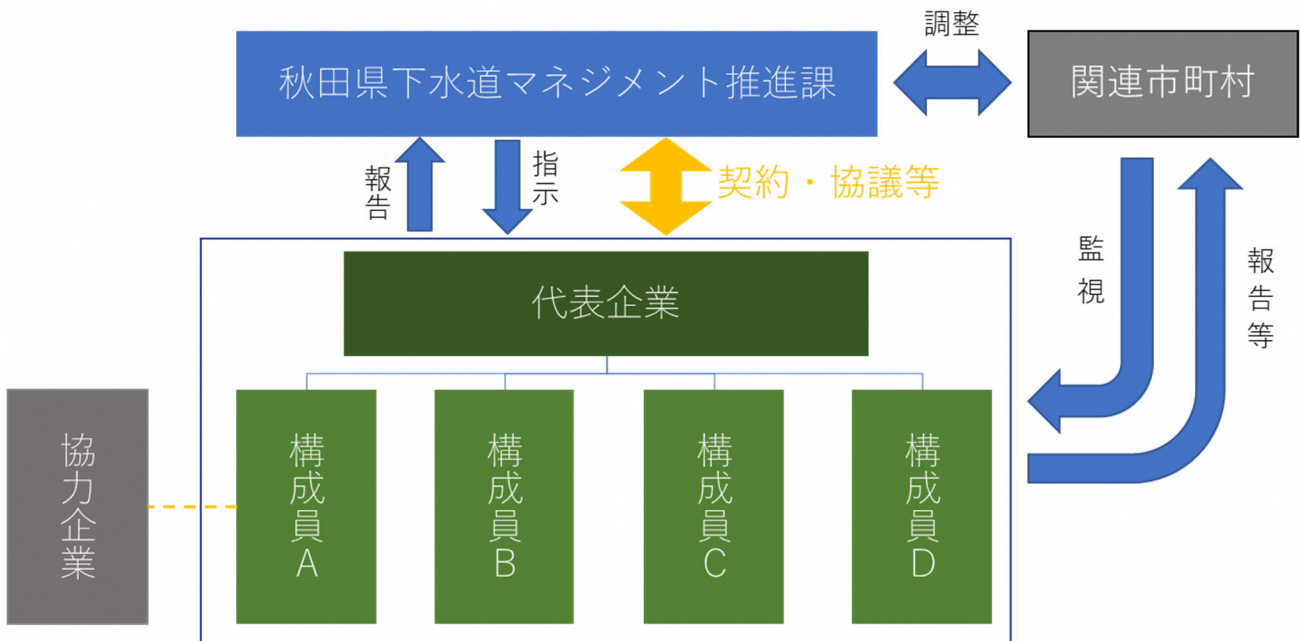 調整
秋田県下水道マネジメント推進課
関連市町村
報告
指示
契約・協議等
監視
報告等
代表企業
協力企業
構成員A
構成員B
構成員C
構成員D